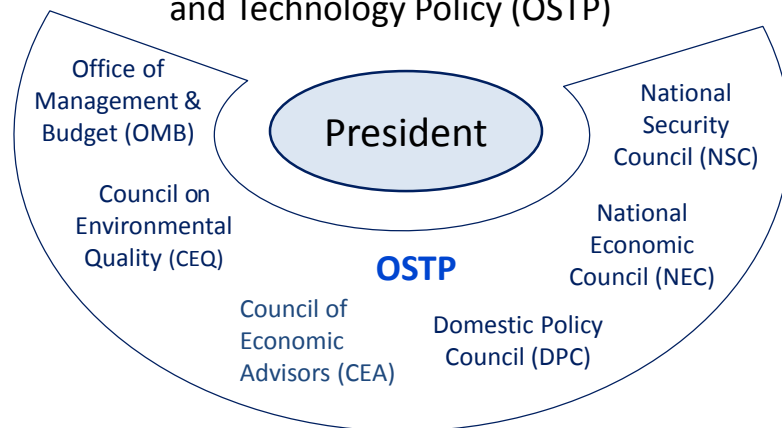 and Technology Policy (OSTP)
Office of
Management &
Budget (OMB)
President
National
Security
Council (NSC)
Council on
Environmental
Quality (CEQ)
National
Economic
Council (NEC)
OSTP
Council of
Economic
Advisors (CEA)
Domestic Policy
Council (DPC)